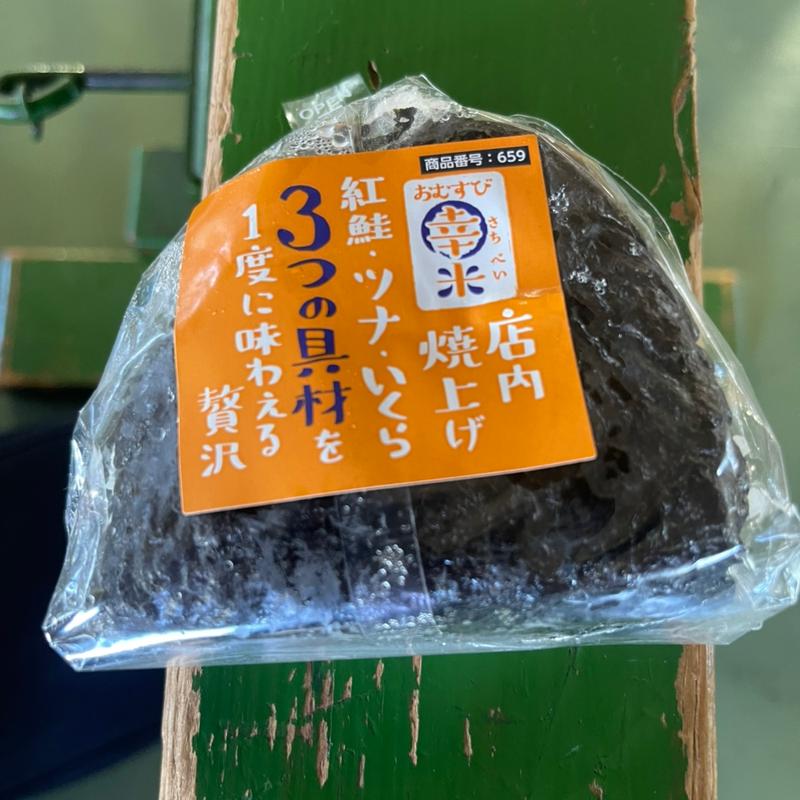 OPEN
商品番号：659
おむすび
幸米
さち べい
店内
焼上げ
紅鮭・ツナ・いくら
3つの具材を
1度に味わえる
贅沢